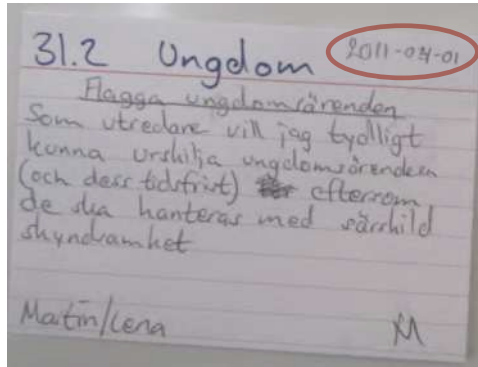 31.2 Ungdom 2011-04-01
Flagga ungdomsärenden
Som utredare vill jag tydligt
kunna urskilja ungdomsärenden
(och dess tidsfrist) eftersom
de ska hanteras med särskild
skyndsamhet
Martin/Lena M